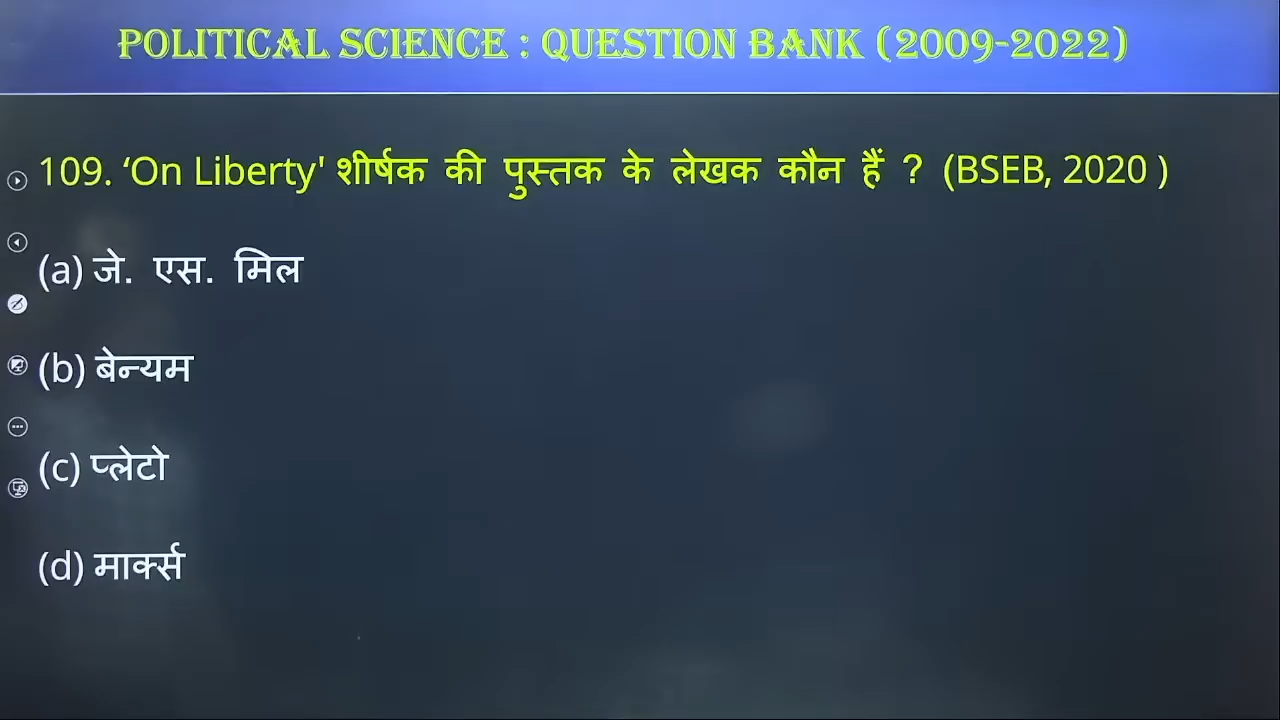 POLITICAL SCIENCE : QUESTION BANK (2009-2022)
109. ‘On Liberty' शीर्षक की पुस्तक के लेखक कौन हैं ? (BSEB, 2020 )
(a) जे. एस. मिल
(b) बेन्यम
(c) प्लेटो
(d) मार्क्स